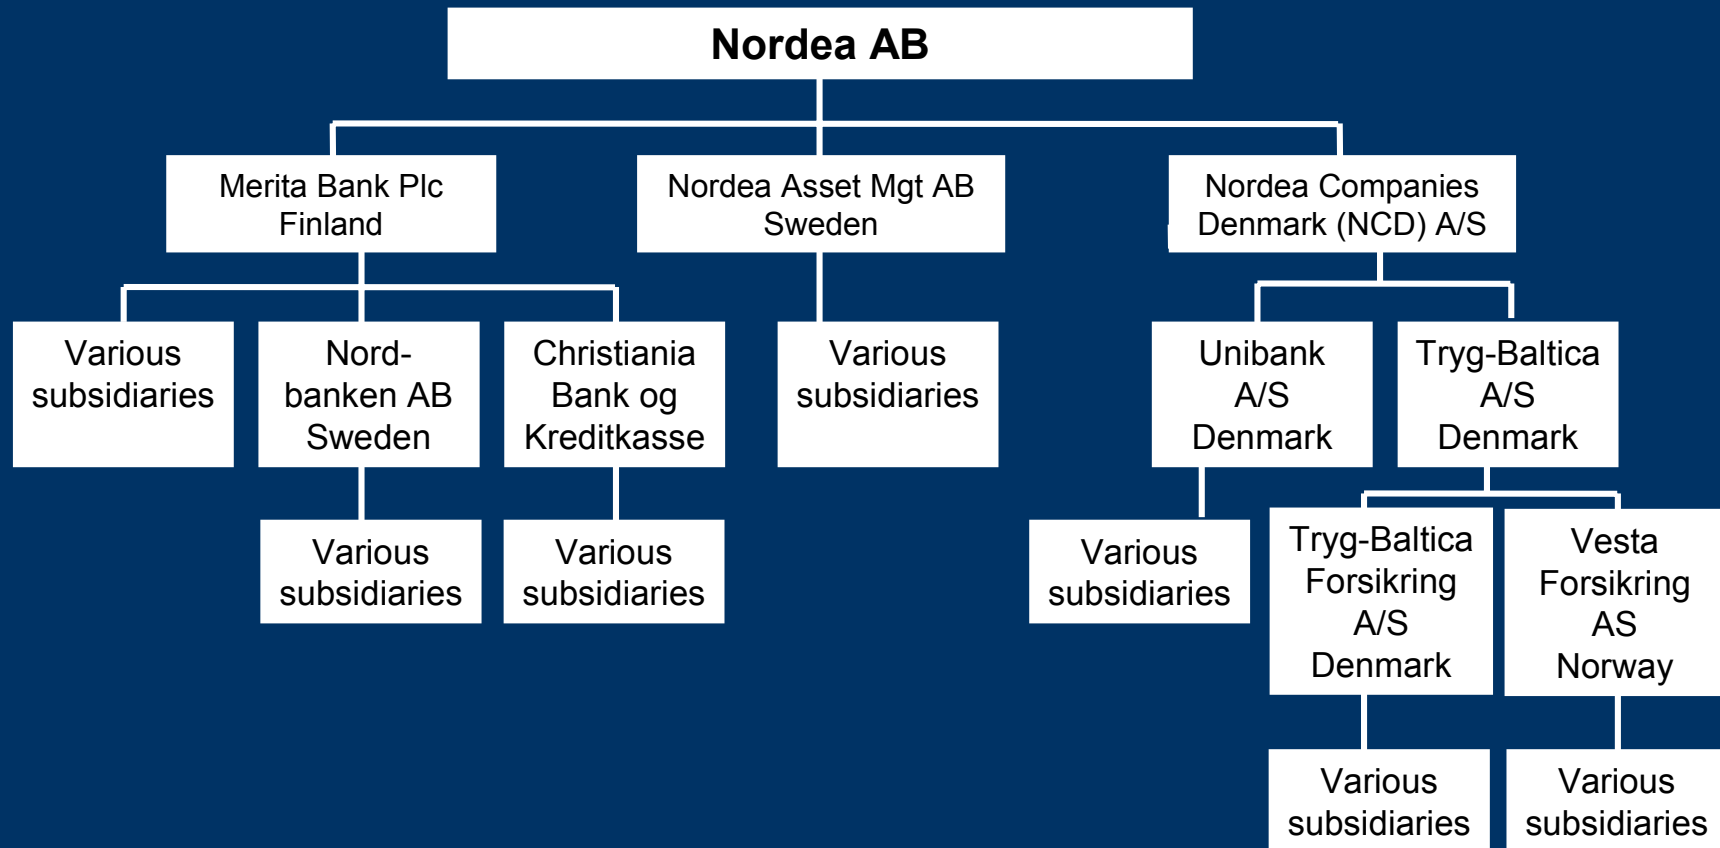 Nordea AB
Merita Bank Plc
Finland
Nordea Asset Mgt AB
Sweden
Nordea Companies
Denmark (NCD) A/S
Various
subsidiaries
Nord-
banken AB
Sweden
Christiania
Bank og
Kreditkasse
Various
subsidiaries
Unibank
A/S
Denmark
Tryg-Baltica
A/S
Denmark
Various
subsidiaries
Various
subsidiaries
Various
subsidiaries
Tryg-Baltica
Forsikring
A/S
Denmark
Vesta
Forsikring
AS
Norway
Various
subsidiaries
Various
subsidiaries